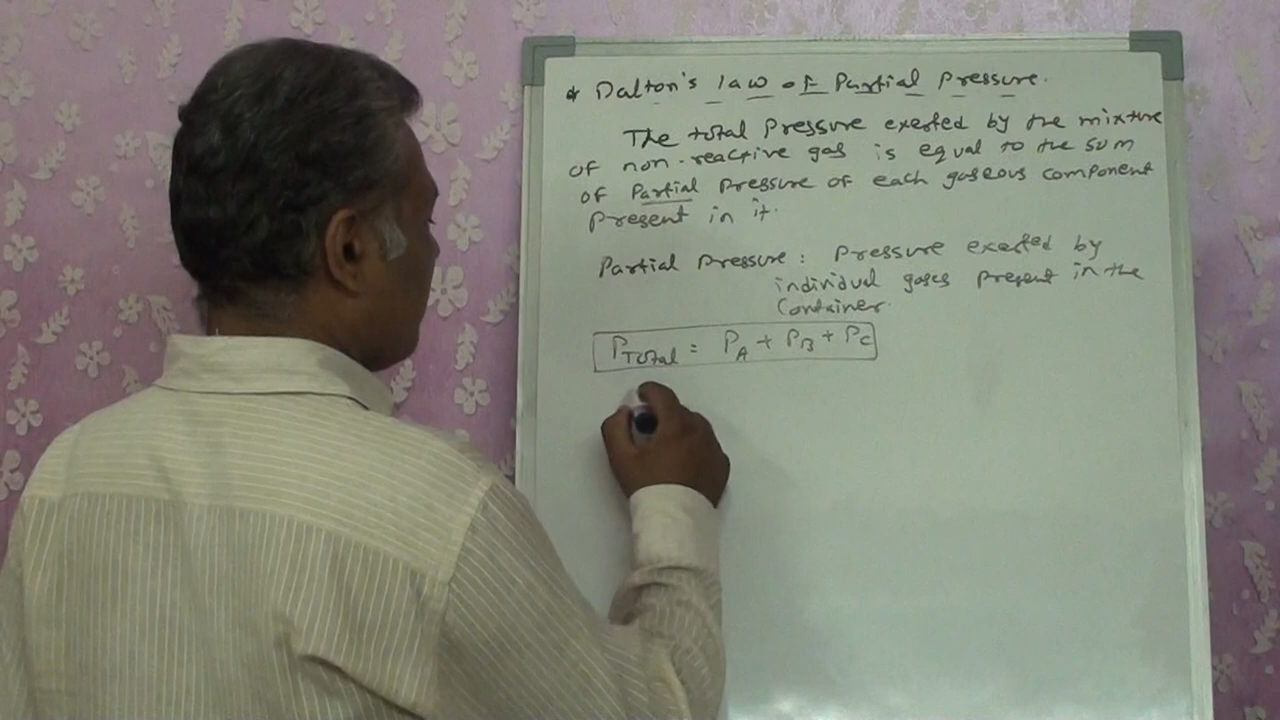 * Dalton's law of Partial Pressure.
The total Pressure exerted by the mixture
of non-reactive gas is equal to the sum
of Partial Pressure of each gaseous component
Present in it.
Partial Pressure : Pressure exerted by
individual gases Present in the
Container.
P_Total = P_A + P_B + P_C